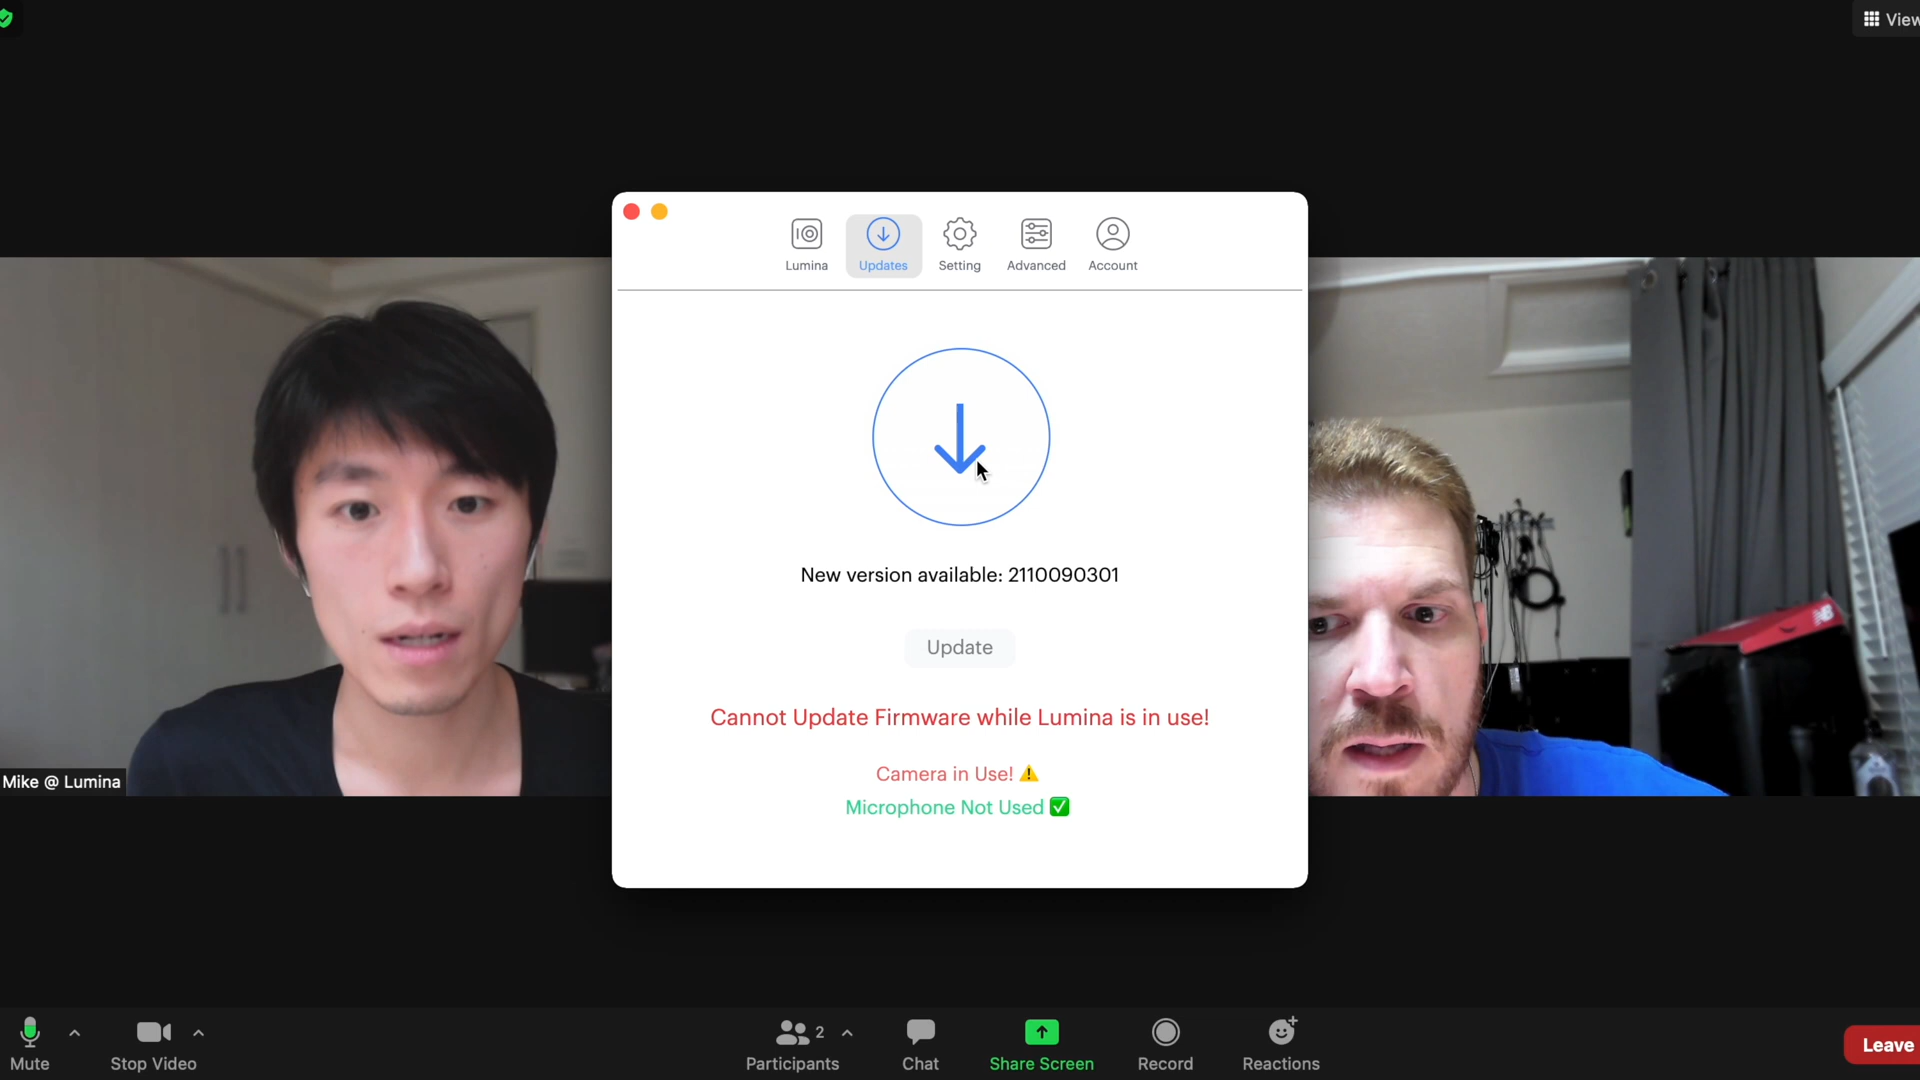 View
Lumina
Updates
Setting
Advanced
Account
New version available: 2110090301
Update
Cannot Update Firmware while Lumina is in use!
Camera in Use! ⚠️
Microphone Not Used ✅
Mike @ Lumina
Mute
Stop Video
2
Participants
Chat
Share Screen
Record
Reactions
Leave